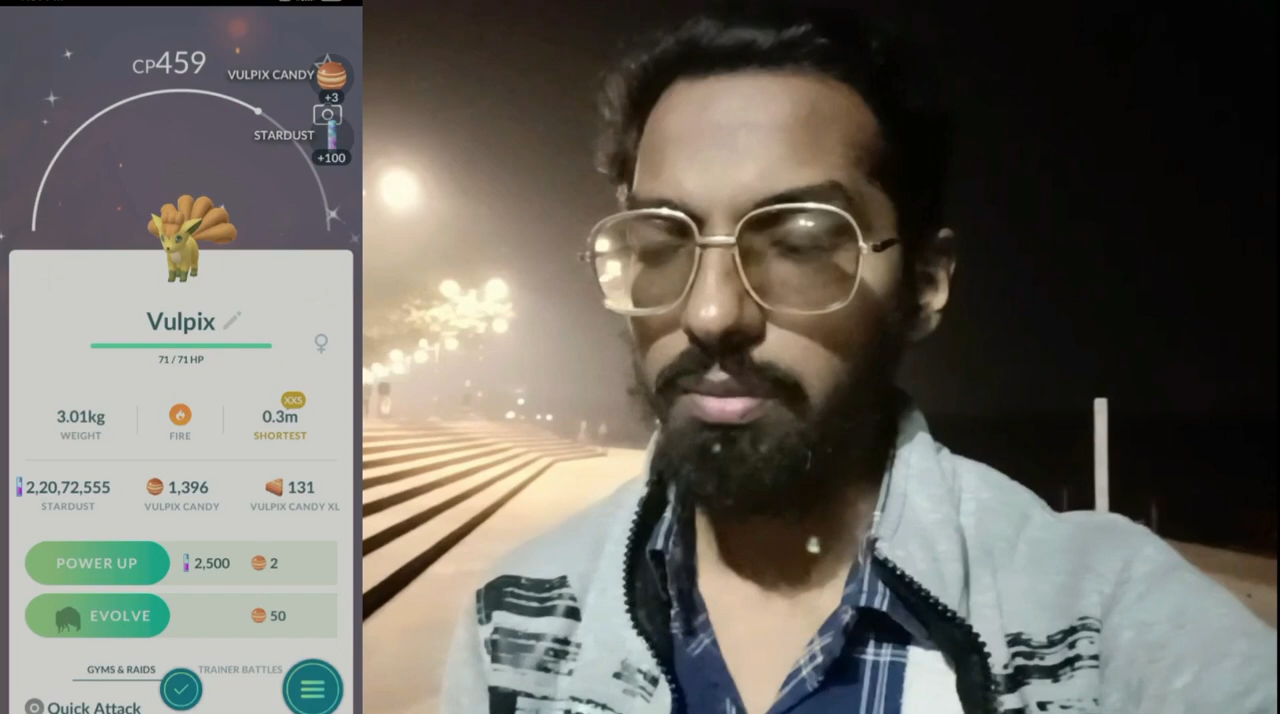 CP459
VULPIX CANDY
+3
STARDUST
+100
Vulpix
71 / 71 HP
XXS
3.01kg
0.3m
WEIGHT
FIRE
SHORTEST
2,20,72,555
1,396
131
STARDUST
VULPIX CANDY
VULPIX CANDY XL
POWER UP
2,500
2
EVOLVE
50
GYMS & RAIDS
TRAINER BATTLES
Quick Attack